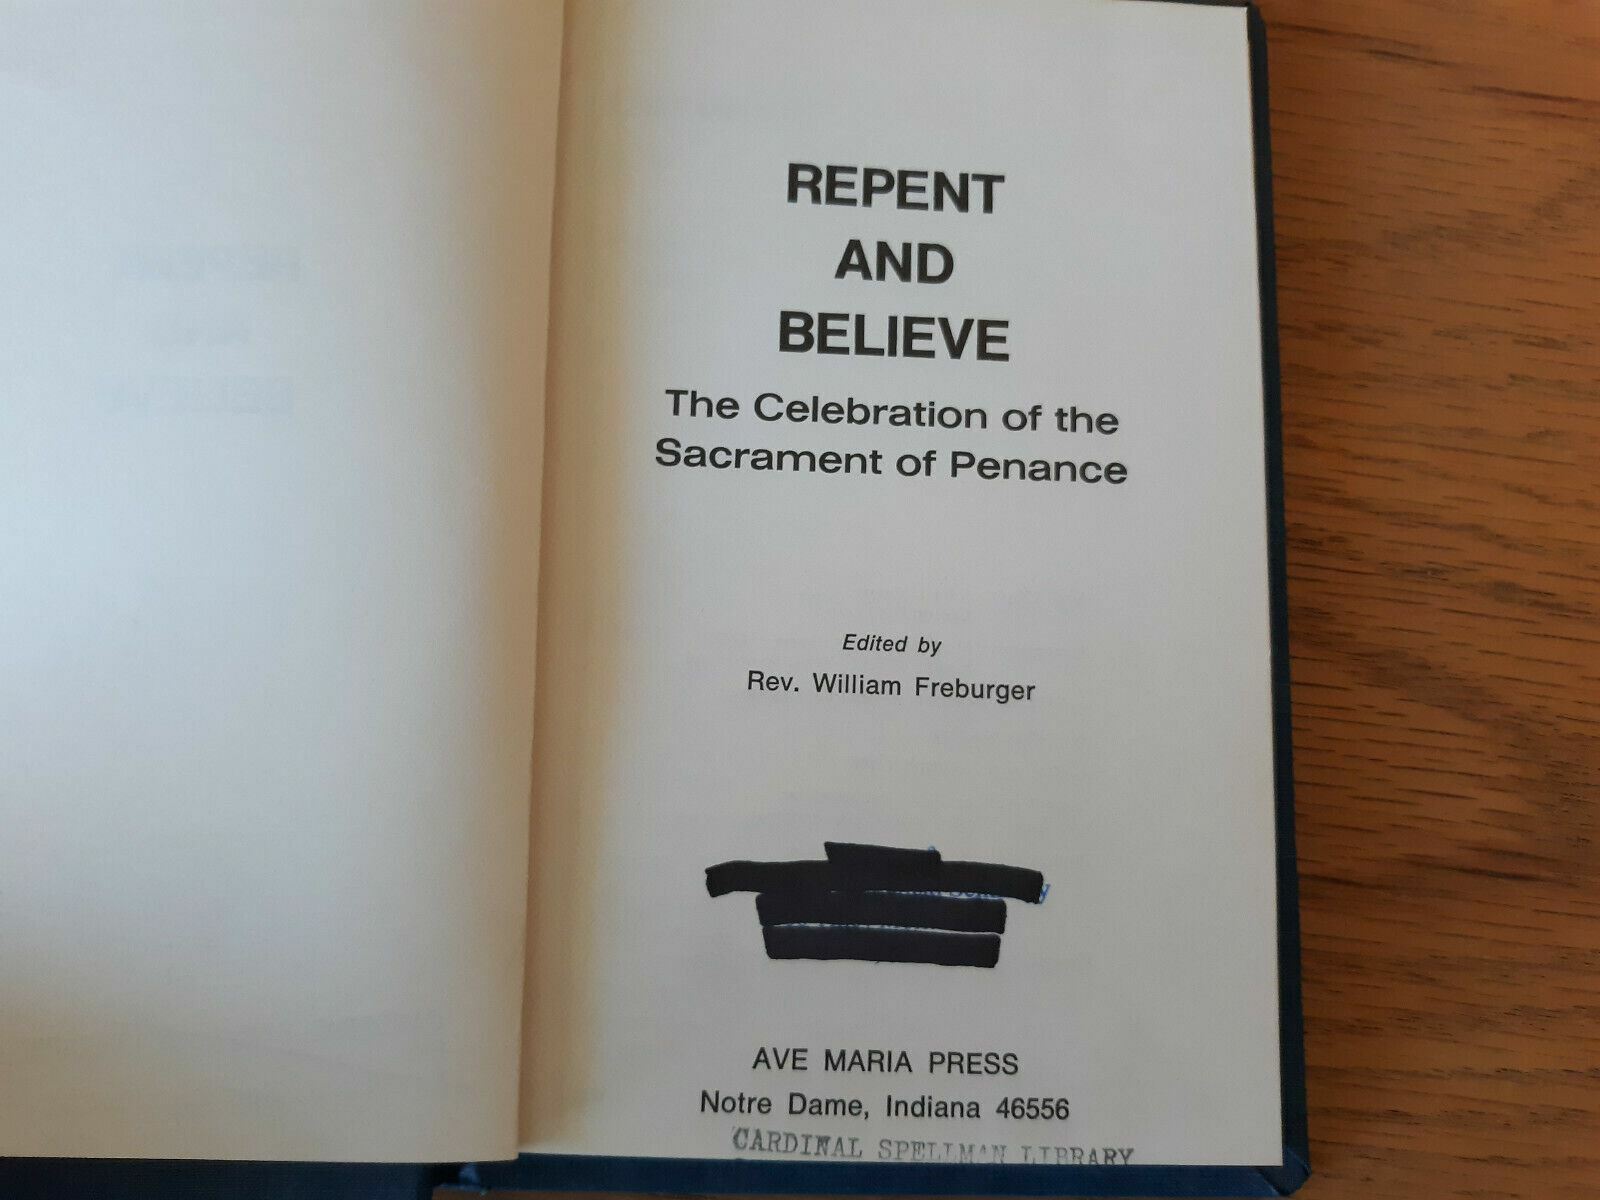 REPENT
AND
BELIEVE
The Celebration of the
Sacrament of Penance
Edited by
Rev. William Freburger
AVE MARIA PRESS
Notre Dame, Indiana 46556
CARDINAL SPELLMAN LIBRARY